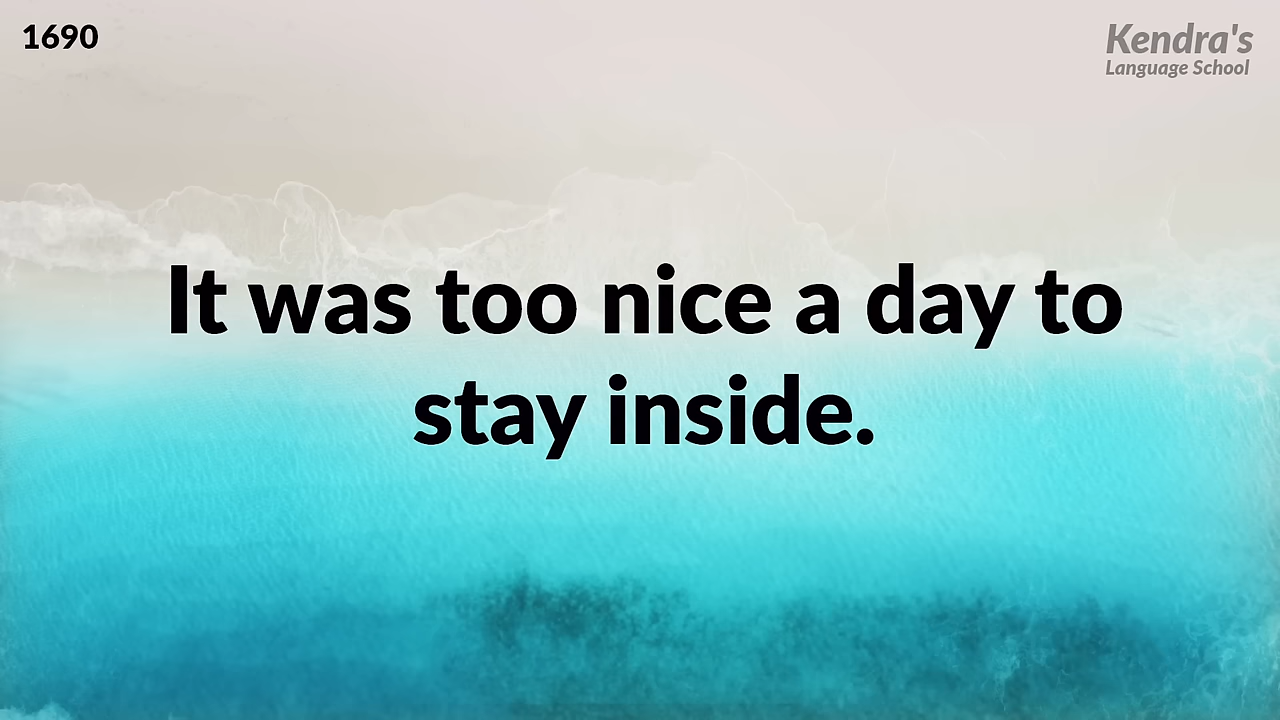 1690
Kendra's
Language School
It was too nice a day to
stay inside.